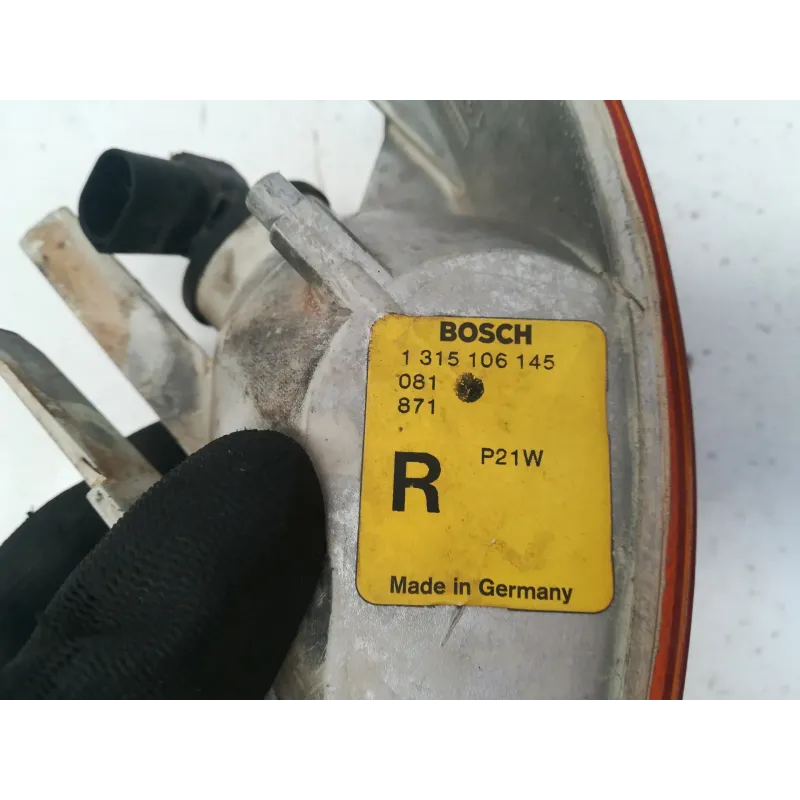 BOSCH
1 315 106 145
081
871
R P21W
Made in Germany